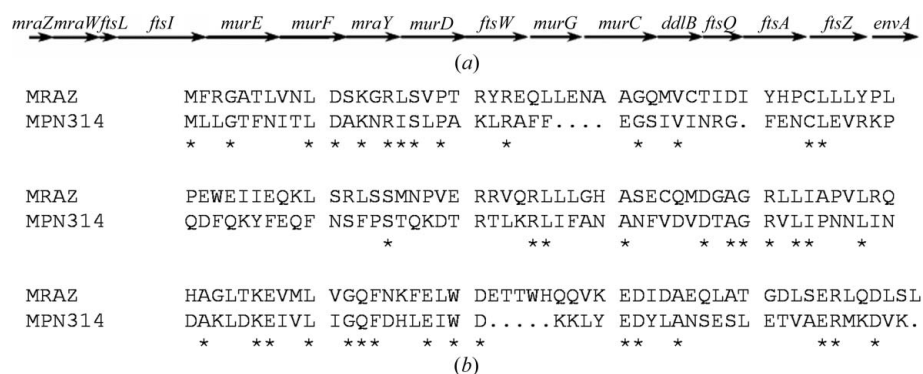 mraZ mraW ftsL ftsI murE murF mraY murD ftsW murG murC ddlB ftsQ ftsA ftsZ envA
(a)
MRAZ MFRGATLVNL DSKGRLSVPT RYREQLLENA AGQMVCTIDI YHPCLLLYPL
MPN314 MLLGTFNITL DAKNRISLPA KLRAFF.... EGSIVINRG. FENCLEVRKP
* * * * * *** * * * * **
MRAZ PEWEIIEQKL SRLSSMNPVE RRVQRLLLGH ASECQMDGAG RLLIAPVLRQ
MPN314 QDFQKYFEQF NSFPSTQKDT RTLKRLIFAN ANFVDVDTAG RVLIPNNLIN
* ** * * ** * ** *
MRAZ HAGLTKEVML VGQFNKFELW DETTWHQQVK EDIDAEQLAT GDLSERLQDLSL
MPN314 DAKLDKEIVL IGQFDHLEIW D.....KKLY EDYLANSESL ETVAERMKDVK.
* ** * *** * * * ** * ** *
(b)